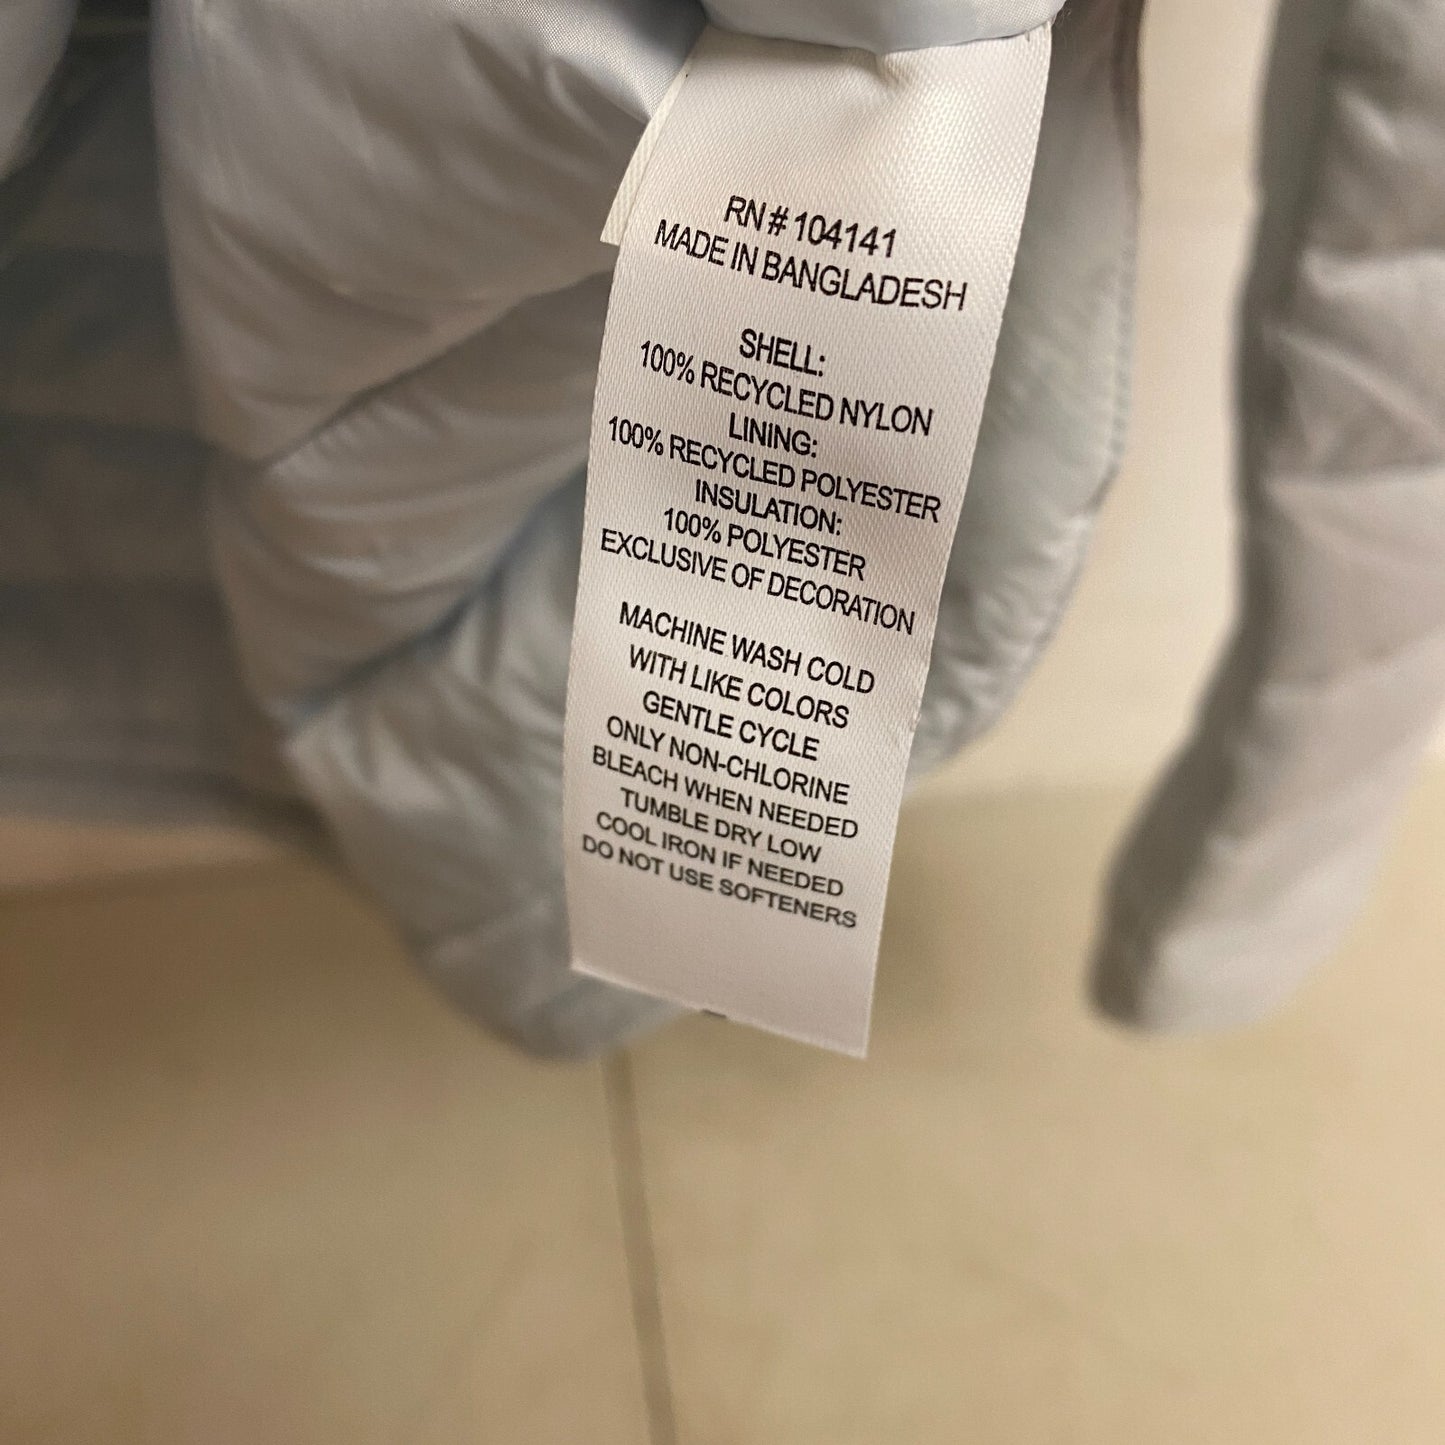 RN # 104141
MADE IN BANGLADESH
SHELL:
100% RECYCLED NYLON
LINING:
100% RECYCLED POLYESTER
INSULATION:
100% POLYESTER
EXCLUSIVE OF DECORATION
MACHINE WASH COLD
WITH LIKE COLORS
GENTLE CYCLE
ONLY NON-CHLORINE
BLEACH WHEN NEEDED
TUMBLE DRY LOW
COOL IRON IF NEEDED
DO NOT USE SOFTENERS